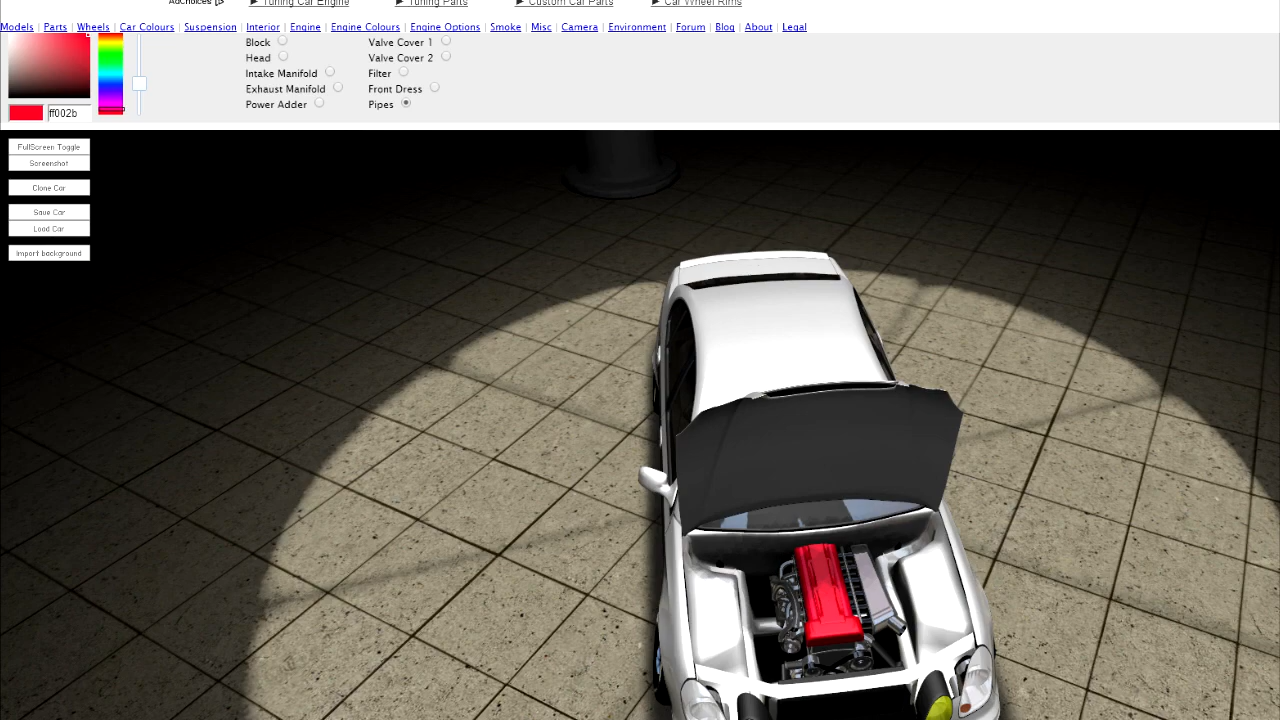 AdChoices ▶ Tuning Car Engine ▶ Tuning Parts ▶ Custom Car Parts ▶ Car Wheel Rims
Models | Parts | Wheels | Car Colours | Suspension | Interior | Engine | Engine Colours | Engine Options | Smoke | Misc | Camera | Environment | Forum | Blog | About | Legal
Block Valve Cover 1
Head Valve Cover 2
Intake Manifold Filter
Exhaust Manifold Front Dress
Power Adder Pipes
ff002b
FullScreen Toggle
Screenshot
Clone Car
Save Car
Load Car
Import background